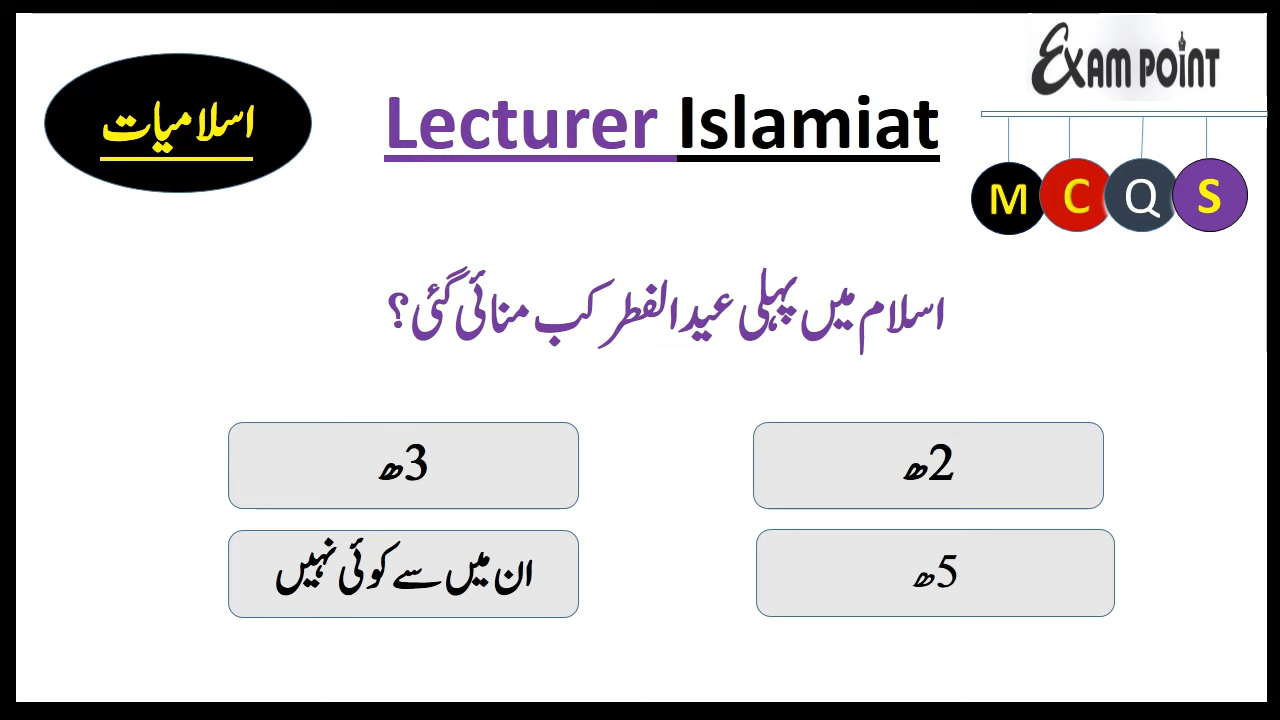 Exam Point
اسلامیات
Lecturer Islamiat
M C Q S
اسلام میں پہلی عیدالفطر کب منائی گئی؟
2ھ
3ھ
5ھ
ان میں سے کوئی نہیں